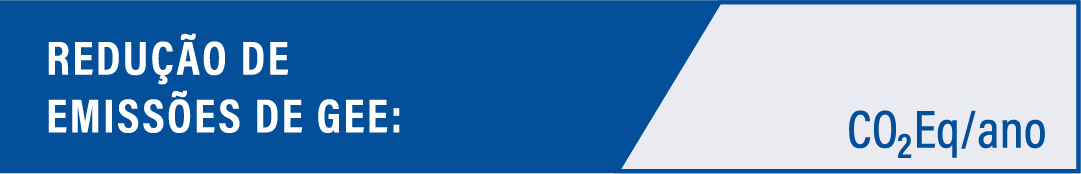 REDUÇÃO DE
EMISSÕES DE GEE:
CO₂Eq/ano